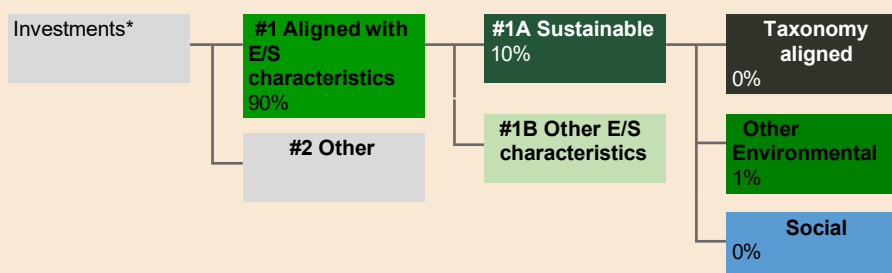 Investments*
#1 Aligned with
E/S
characteristics
90%
#2 Other
#1A Sustainable
10%
#1B Other E/S
characteristics
Taxonomy
aligned
0%
Other
Environmental
1%
Social
0%